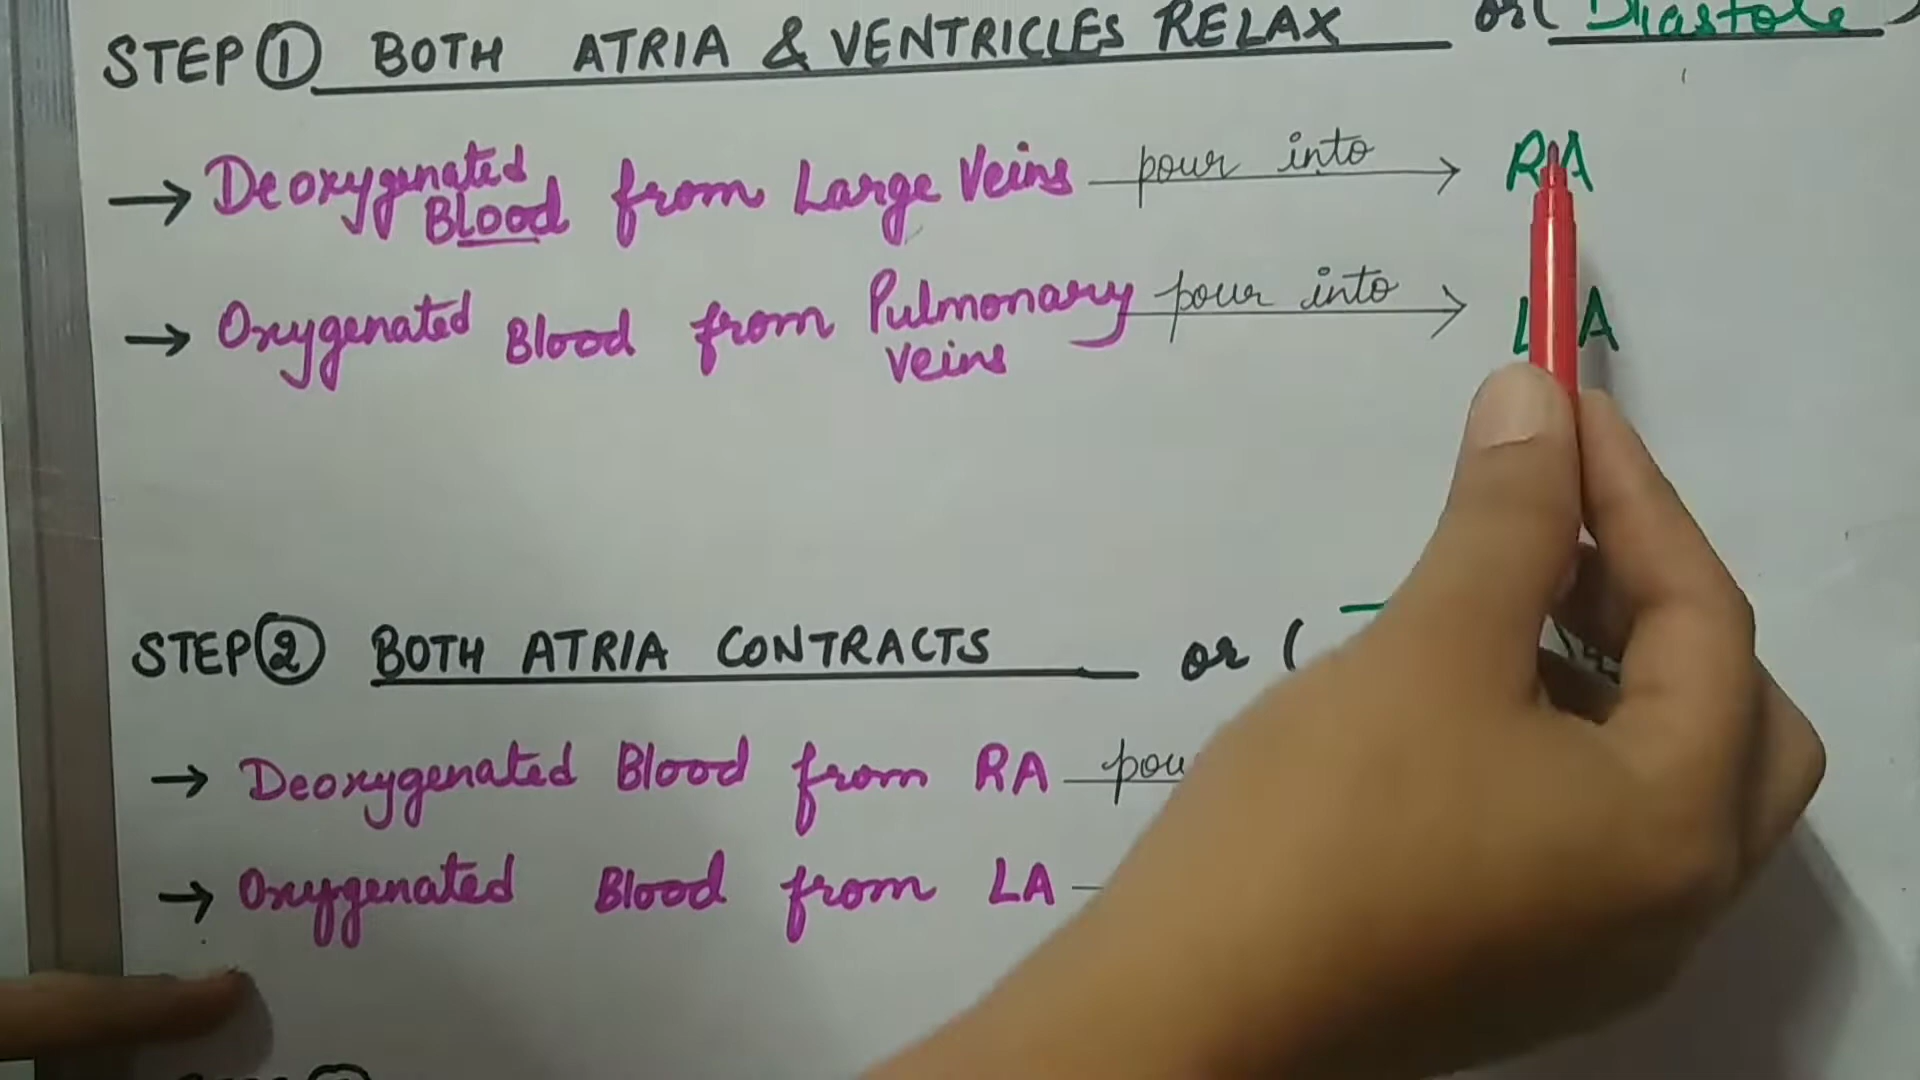 STEP ① BOTH ATRIA & VENTRICLES RELAX or ( Diastole )
→ Deoxygenated Blood from Large Veins pour into → RA
→ Oxygenated Blood from Pulmonary Veins pour into → L A
STEP ② BOTH ATRIA CONTRACTS or (
→ Deoxygenated Blood from RA pou
→ Oxygenated Blood from LA